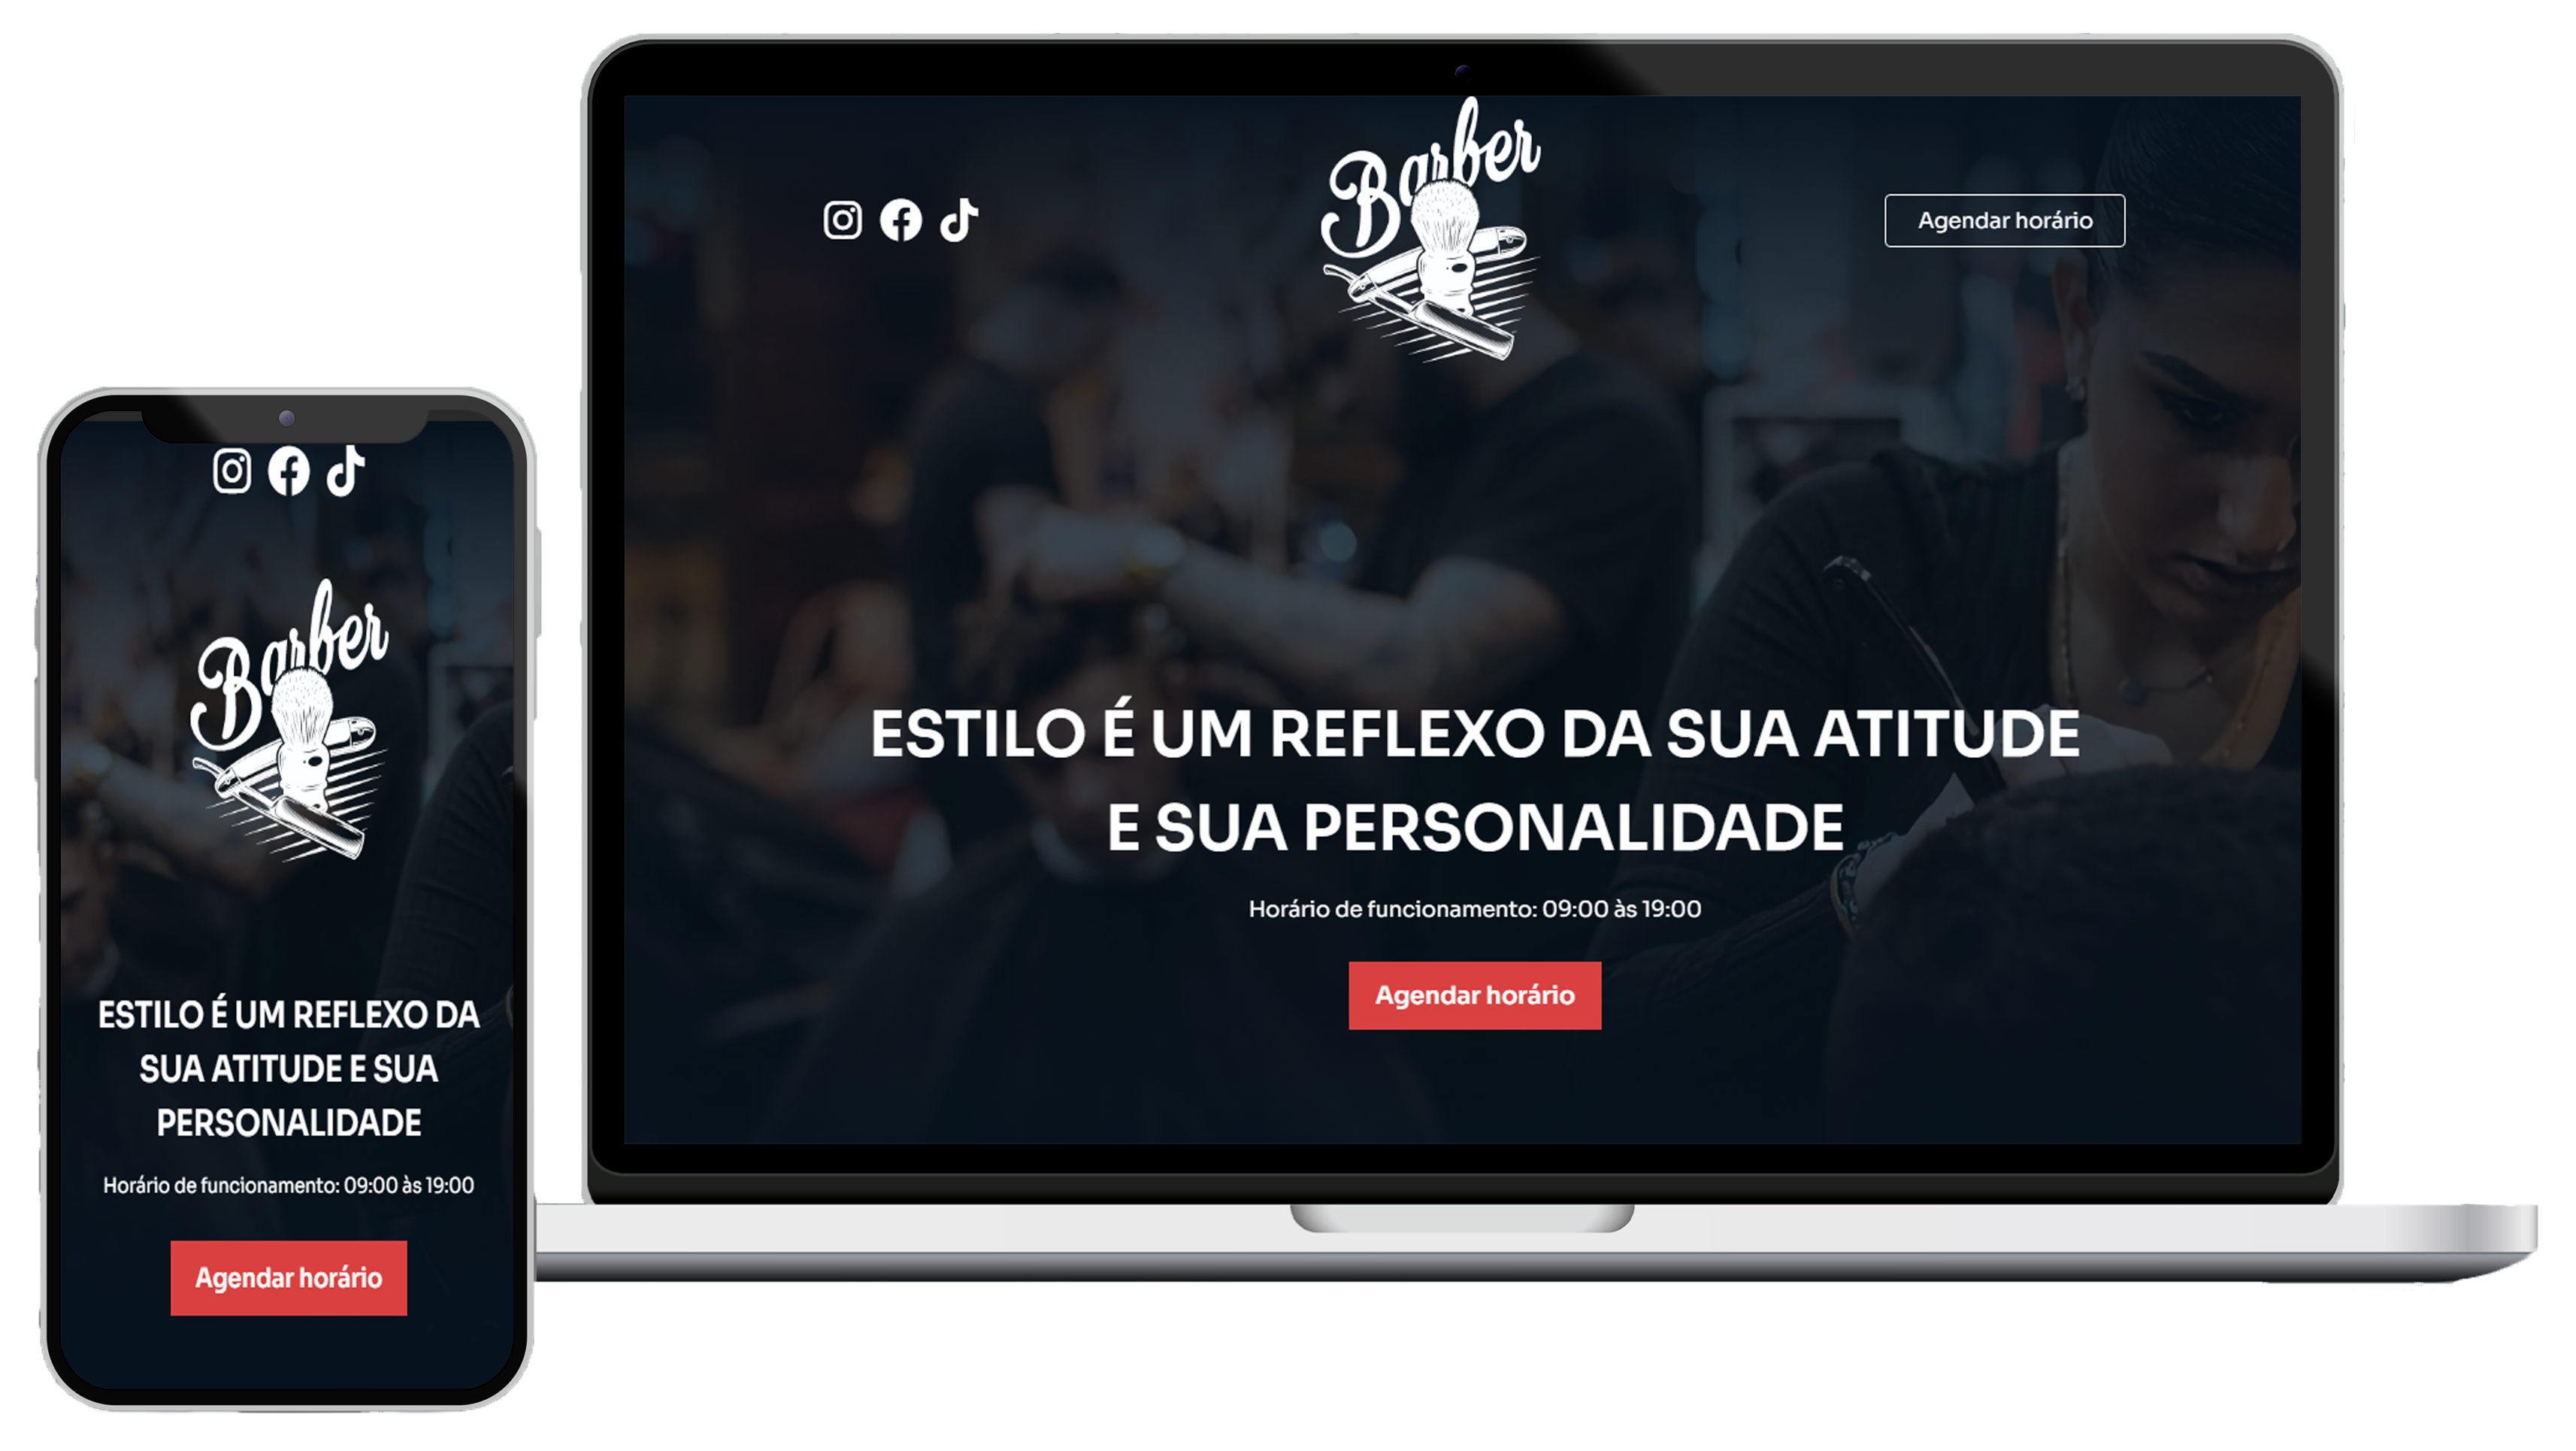 Barber
Agendar horário
ESTILO É UM REFLEXO DA SUA ATITUDE
E SUA PERSONALIDADE
Horário de funcionamento: 09:00 às 19:00
Agendar horário
Barber
ESTILO É UM REFLEXO DA
SUA ATITUDE E SUA
PERSONALIDADE
Horário de funcionamento: 09:00 às 19:00
Agendar horário